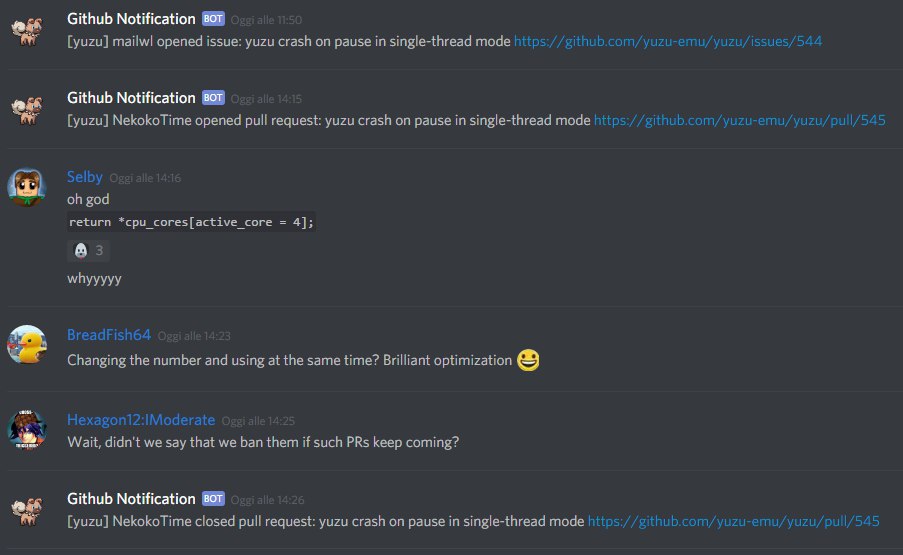 Github Notification BOT Oggi alle 11:50
[yuzu] mailwl opened issue: yuzu crash on pause in single-thread mode https://github.com/yuzu-emu/yuzu/issues/544
Github Notification BOT Oggi alle 14:15
[yuzu] NekokoTime opened pull request: yuzu crash on pause in single-thread mode https://github.com/yuzu-emu/yuzu/pull/545
Selby Oggi alle 14:16
oh god
return *cpu_cores[active_core = 4];
3
whyyyyy
BreadFish64 Oggi alle 14:23
Changing the number and using at the same time? Brilliant optimization 😀
Hexagon12:IModerate Oggi alle 14:25
Wait, didn't we say that we ban them if such PRs keep coming?
Github Notification BOT Oggi alle 14:26
[yuzu] NekokoTime closed pull request: yuzu crash on pause in single-thread mode https://github.com/yuzu-emu/yuzu/pull/545